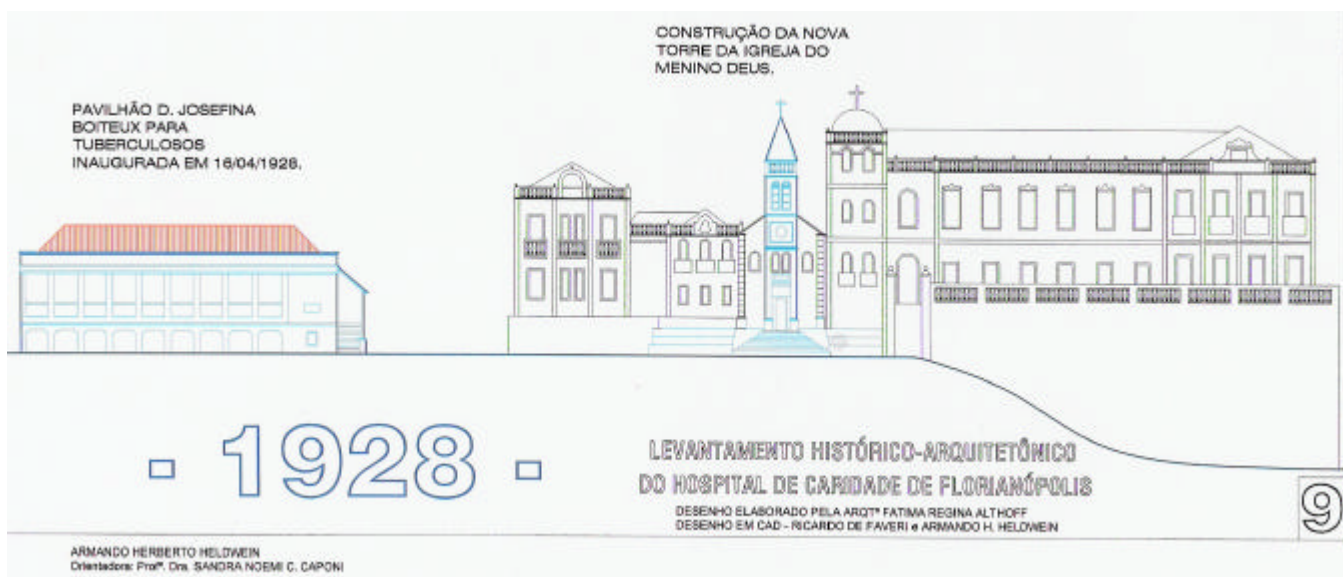 CONSTRUÇÃO DA NOVA
TORRE DA IGREJA DO
MENINO DEUS.
PAVILHÃO D. JOSEFINA
BOITEUX PARA
TUBERCULOSOS
INAUGURADA EM 16/04/1928.
- 1928 -
LEVANTAMENTO HISTÓRICO-ARQUITETÔNICO
DO HOSPITAL DE CARIDADE DE FLORIANÓPOLIS
DESENHO ELABORADO PELA ARQTª FATIMA REGINA ALTHOFF
DESENHO EM CAD - RICARDO DE FAVERI e ARMANDO H. HELDWEIN
9
ARMANDO HERBERTO HELDWEIN
Orientadora: Profª. Dra. SANDRA NOEMI C. CAPONI